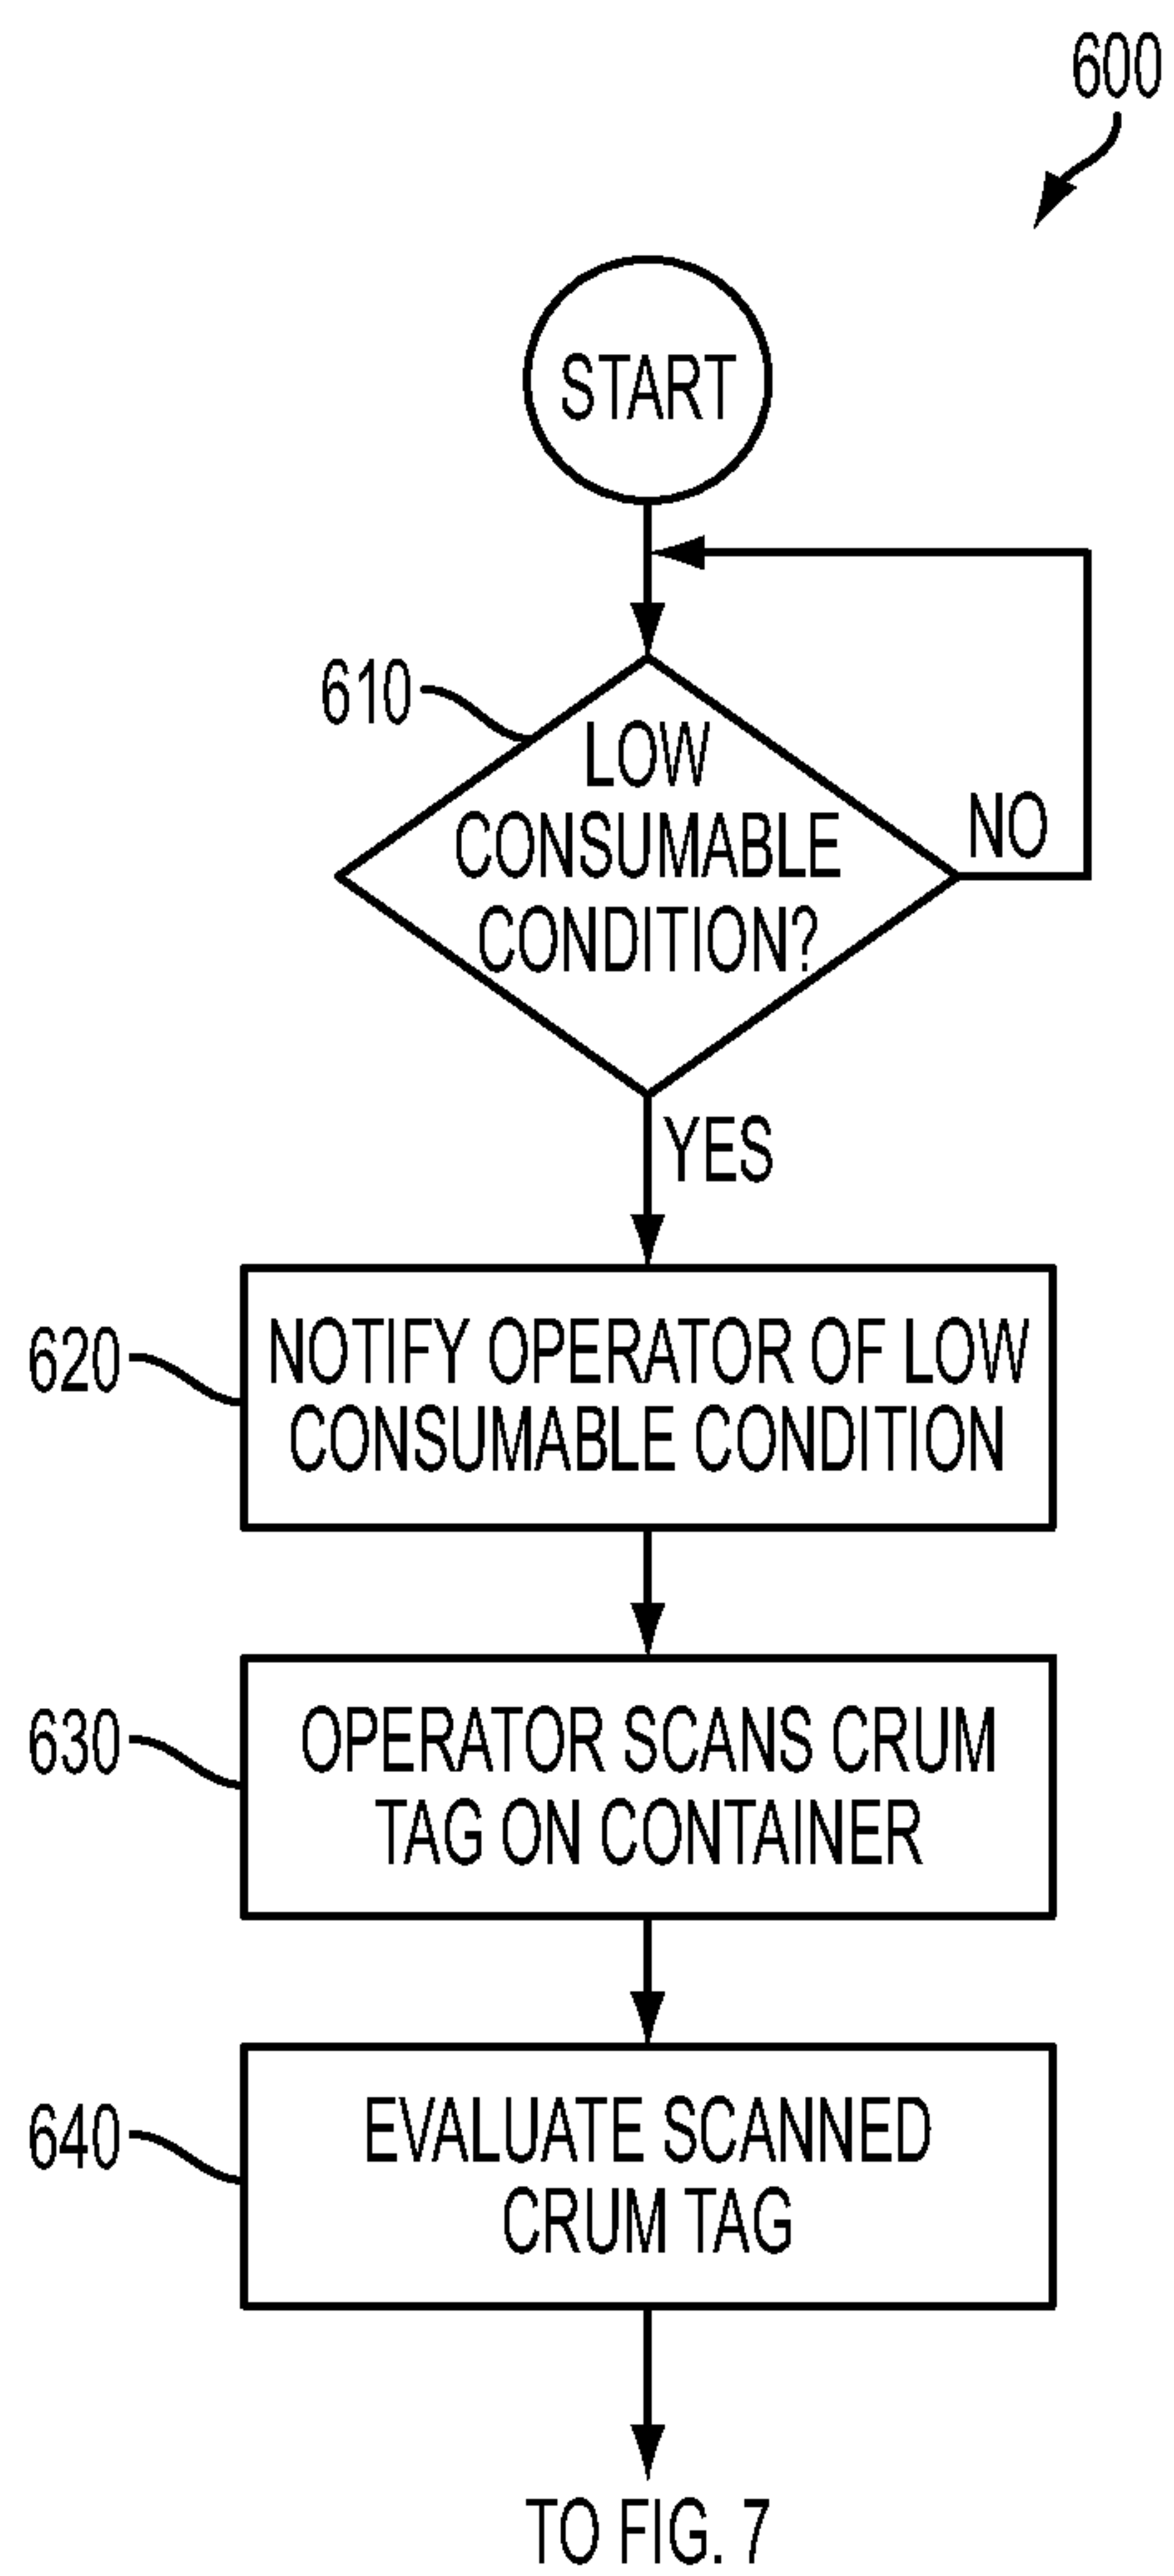 600
START
610
LOW
CONSUMABLE
CONDITION?
NO
YES
620
NOTIFY OPERATOR OF LOW
CONSUMABLE CONDITION
630
OPERATOR SCANS CRUM
TAG ON CONTAINER
640
EVALUATE SCANNED
CRUM TAG
TO FIG. 7